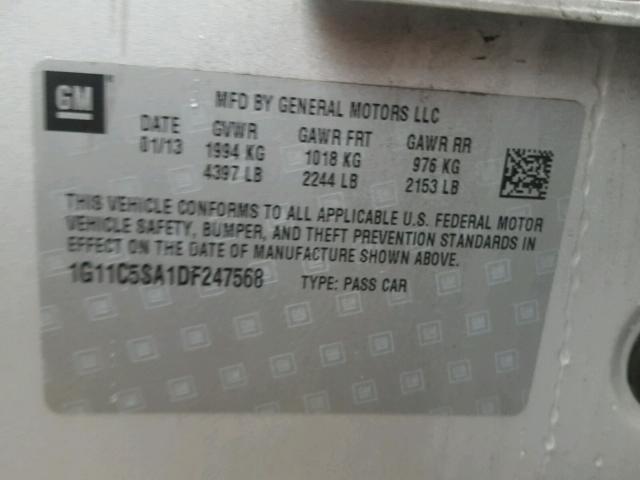 GM
MFD BY GENERAL MOTORS LLC
DATE GVWR GAWR FRT GAWR RR
01/13 1994 KG 1018 KG 976 KG
4397 LB 2244 LB 2153 LB
THIS VEHICLE CONFORMS TO ALL APPLICABLE U.S. FEDERAL MOTOR
VEHICLE SAFETY, BUMPER, AND THEFT PREVENTION STANDARDS IN
EFFECT ON THE DATE OF MANUFACTURE SHOWN ABOVE.
1G11C5SA1DF247568 TYPE: PASS CAR